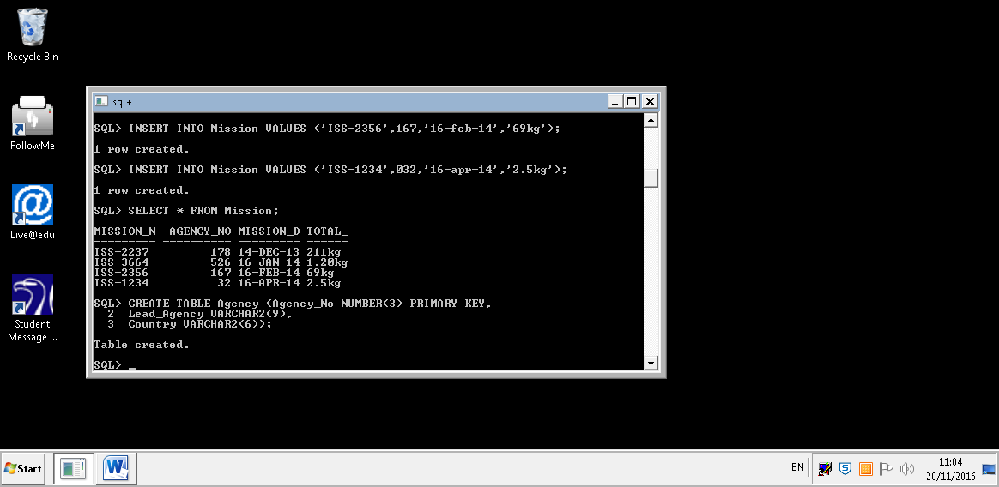 Recycle Bin
FollowMe
Live@edu
Student
Message ...
sql+
SQL> INSERT INTO Mission VALUES ('ISS-2356',167,'16-feb-14','69kg');
1 row created.
SQL> INSERT INTO Mission VALUES ('ISS-1234',032,'16-apr-14','2.5kg');
1 row created.
SQL> SELECT * FROM Mission;
MISSION_N  AGENCY_NO MISSION_D TOTAL_
--------- ---------- --------- ------
ISS-2237         178 14-DEC-13 211kg
ISS-3664         526 16-JAN-14 1.20kg
ISS-2356         167 16-FEB-14 69kg
ISS-1234          32 16-APR-14 2.5kg
SQL> CREATE TABLE Agency (Agency_No NUMBER(3) PRIMARY KEY,
  2  Lead_Agency VARCHAR2(9),
  3  Country VARCHAR2(6));
Table created.
SQL> _
Start
EN
11:04
20/11/2016